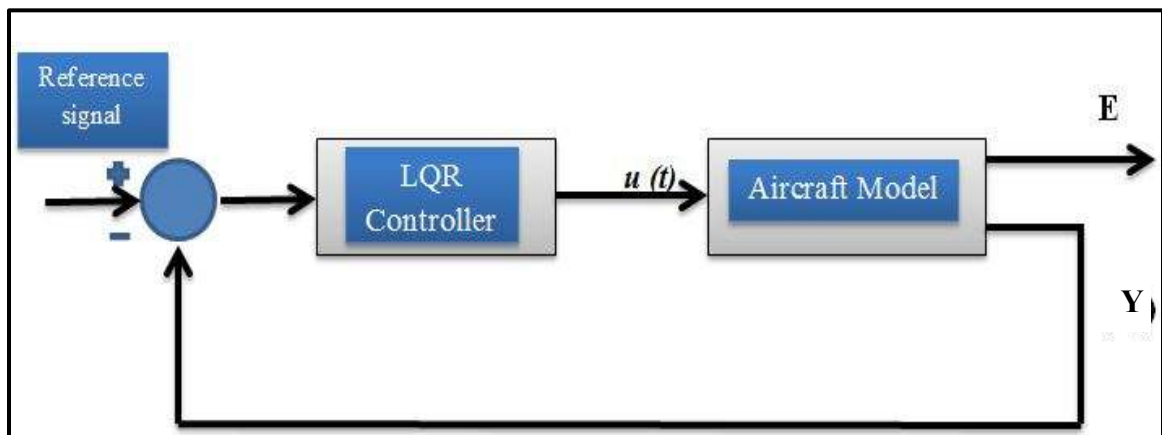 Reference
signal
+
−
LQR
Controller
u (t)
Aircraft Model
E
Y